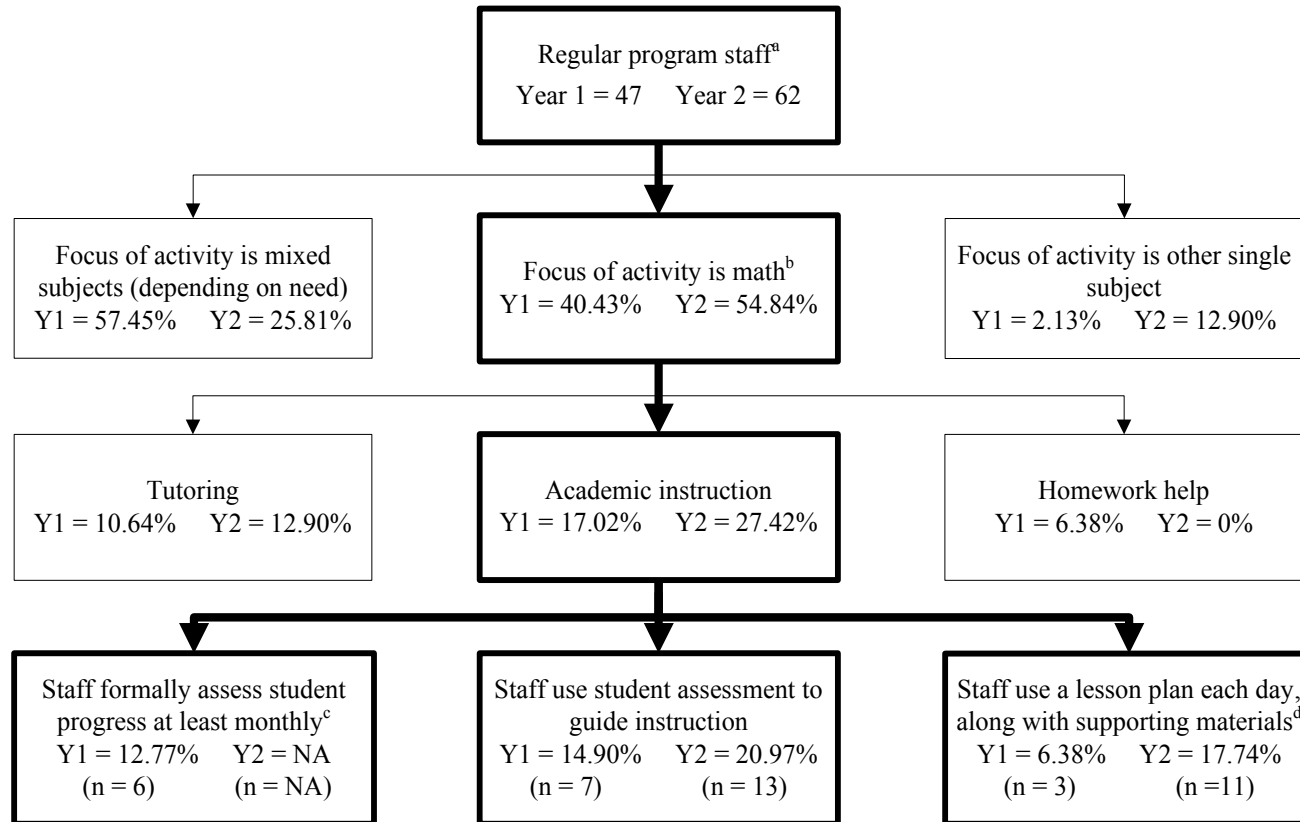 Regular program staffᵃ
Year 1 = 47 Year 2 = 62
Focus of activity is mixed
subjects (depending on need)
Y1 = 57.45% Y2 = 25.81%
Focus of activity is mathᵇ
Y1 = 40.43% Y2 = 54.84%
Focus of activity is other single
subject
Y1 = 2.13% Y2 = 12.90%
Tutoring
Y1 = 10.64% Y2 = 12.90%
Academic instruction
Y1 = 17.02% Y2 = 27.42%
Homework help
Y1 = 6.38% Y2 = 0%
Staff formally assess student
progress at least monthlyᶜ
Y1 = 12.77% Y2 = NA
(n = 6) (n = NA)
Staff use student assessment to
guide instruction
Y1 = 14.90% Y2 = 20.97%
(n = 7) (n = 13)
Staff use a lesson plan each day,
along with supporting materialsᵈ
Y1 = 6.38% Y2 = 17.74%
(n = 3) (n =11)